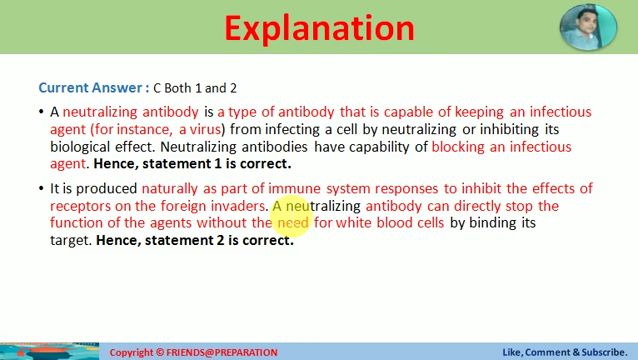 Explanation
Current Answer : C Both 1 and 2
• A neutralizing antibody is a type of antibody that is capable of keeping an infectious
agent (for instance, a virus) from infecting a cell by neutralizing or inhibiting its
biological effect. Neutralizing antibodies have capability of blocking an infectious
agent. Hence, statement 1 is correct.
• It is produced naturally as part of immune system responses to inhibit the effects of
receptors on the foreign invaders. A neutralizing antibody can directly stop the
function of the agents without the need for white blood cells by binding its
target. Hence, statement 2 is correct.
Copyright © FRIENDS@PREPARATION
Like, Comment & Subscribe.